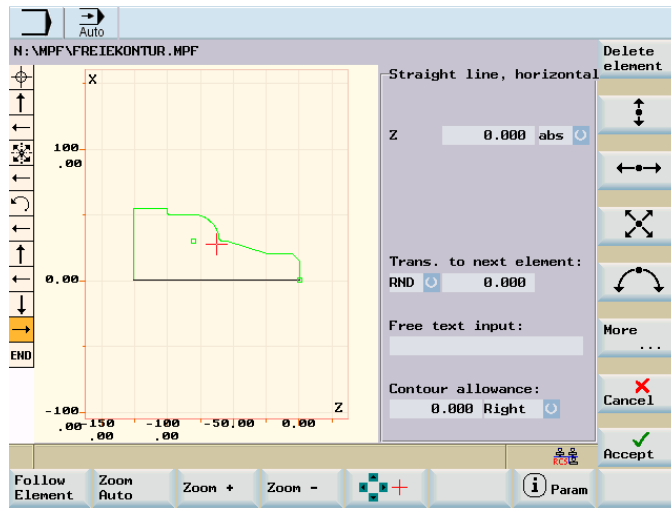 Auto
N:\MPF\FREIEKONTUR.MPF
Delete
element
X
Straight line, horizontal
Z 0.000 abs
100
.00
Trans. to next element:
RND 0.000
0.00
Free text input:
More
...
END
Contour allowance:
0.000 Right
Cancel
Z
-100
.00
-150
.00
-100
.00
-50.00
0.00
RCS
Accept
Follow
Element
Zoom
Auto
Zoom +
Zoom -
i Param